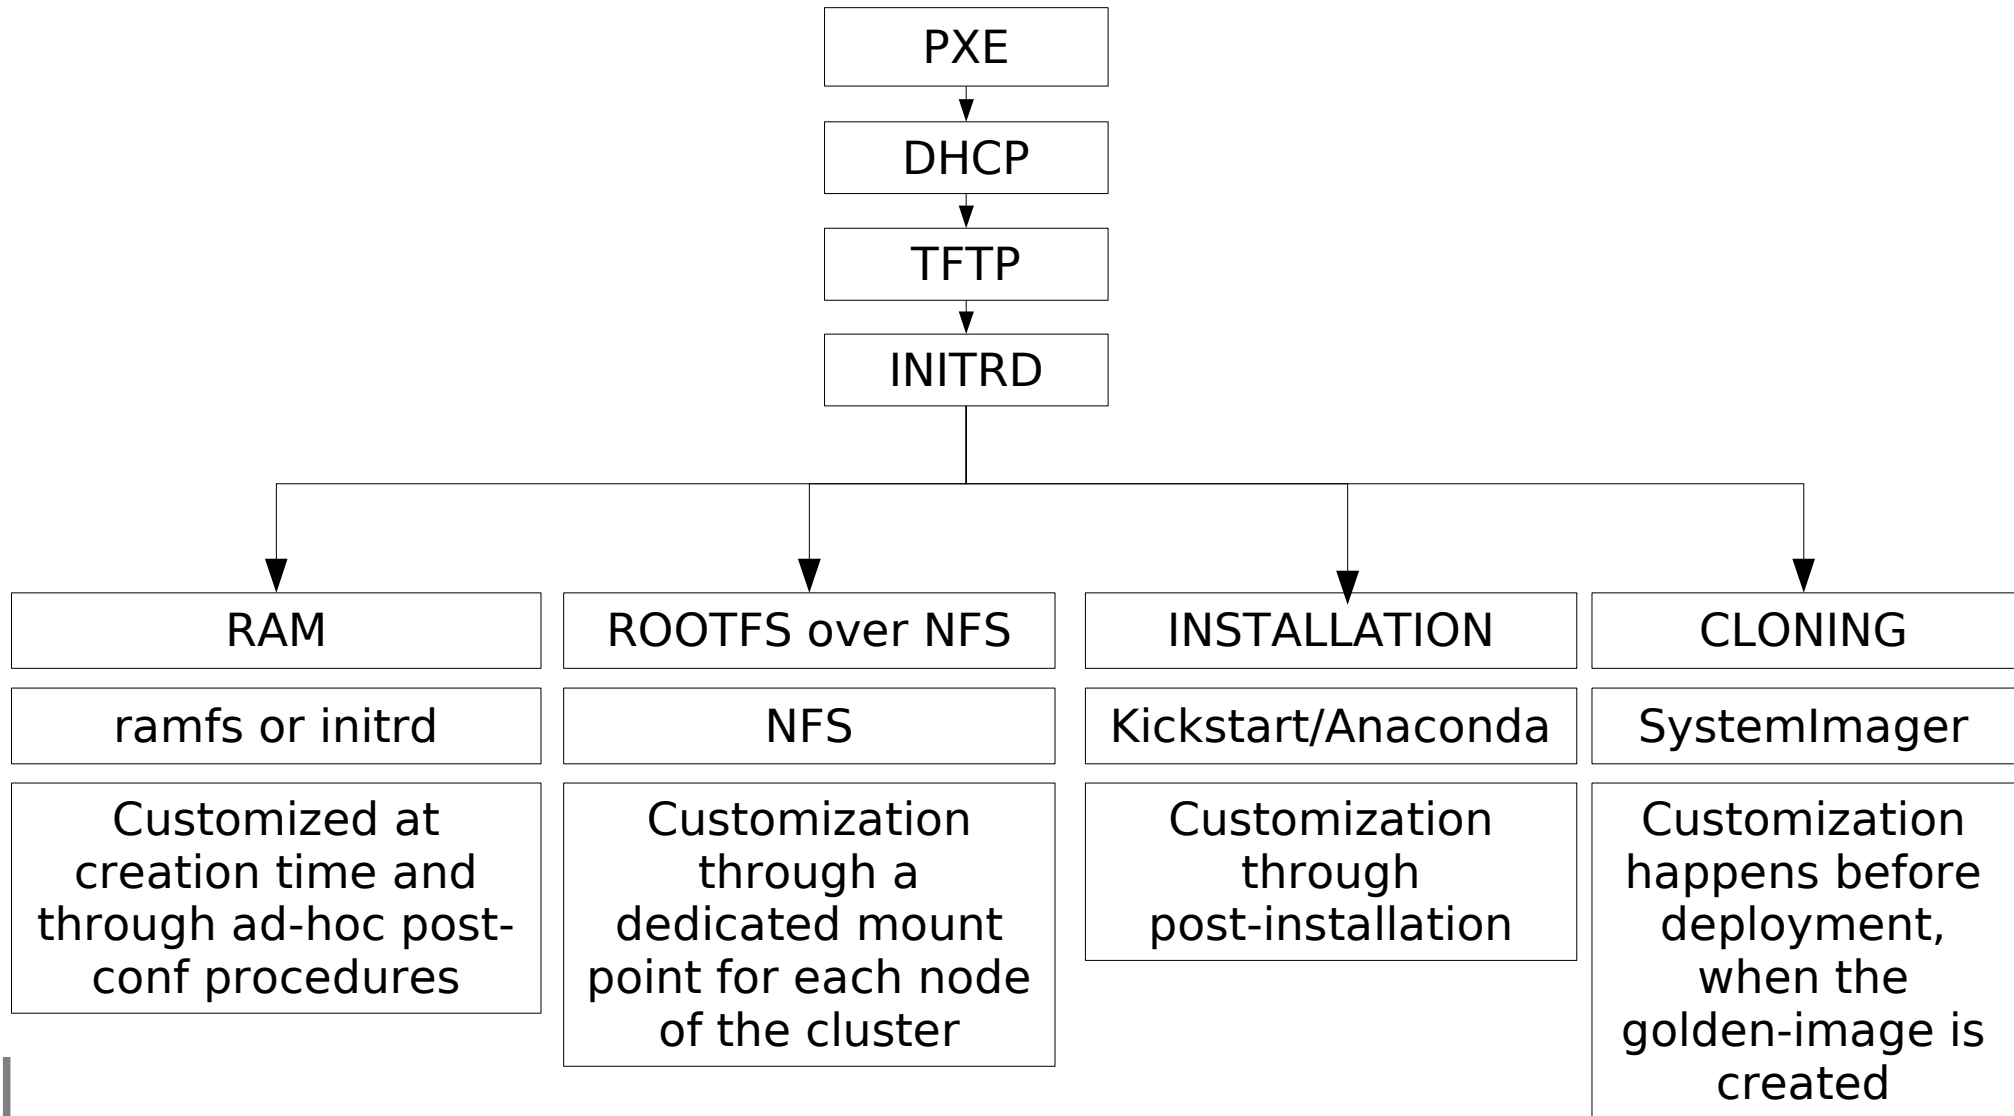 PXE
DHCP
TFTP
INITRD
RAM
ROOTFS over NFS
INSTALLATION
CLONING
ramfs or initrd
NFS
Kickstart/Anaconda
SystemImager
Customized at
creation time and
through ad-hoc post-
conf procedures
Customization
through a
dedicated mount
point for each node
of the cluster
Customization
through
post-installation
Customization
happens before
deployment,
when the
golden-image is
created